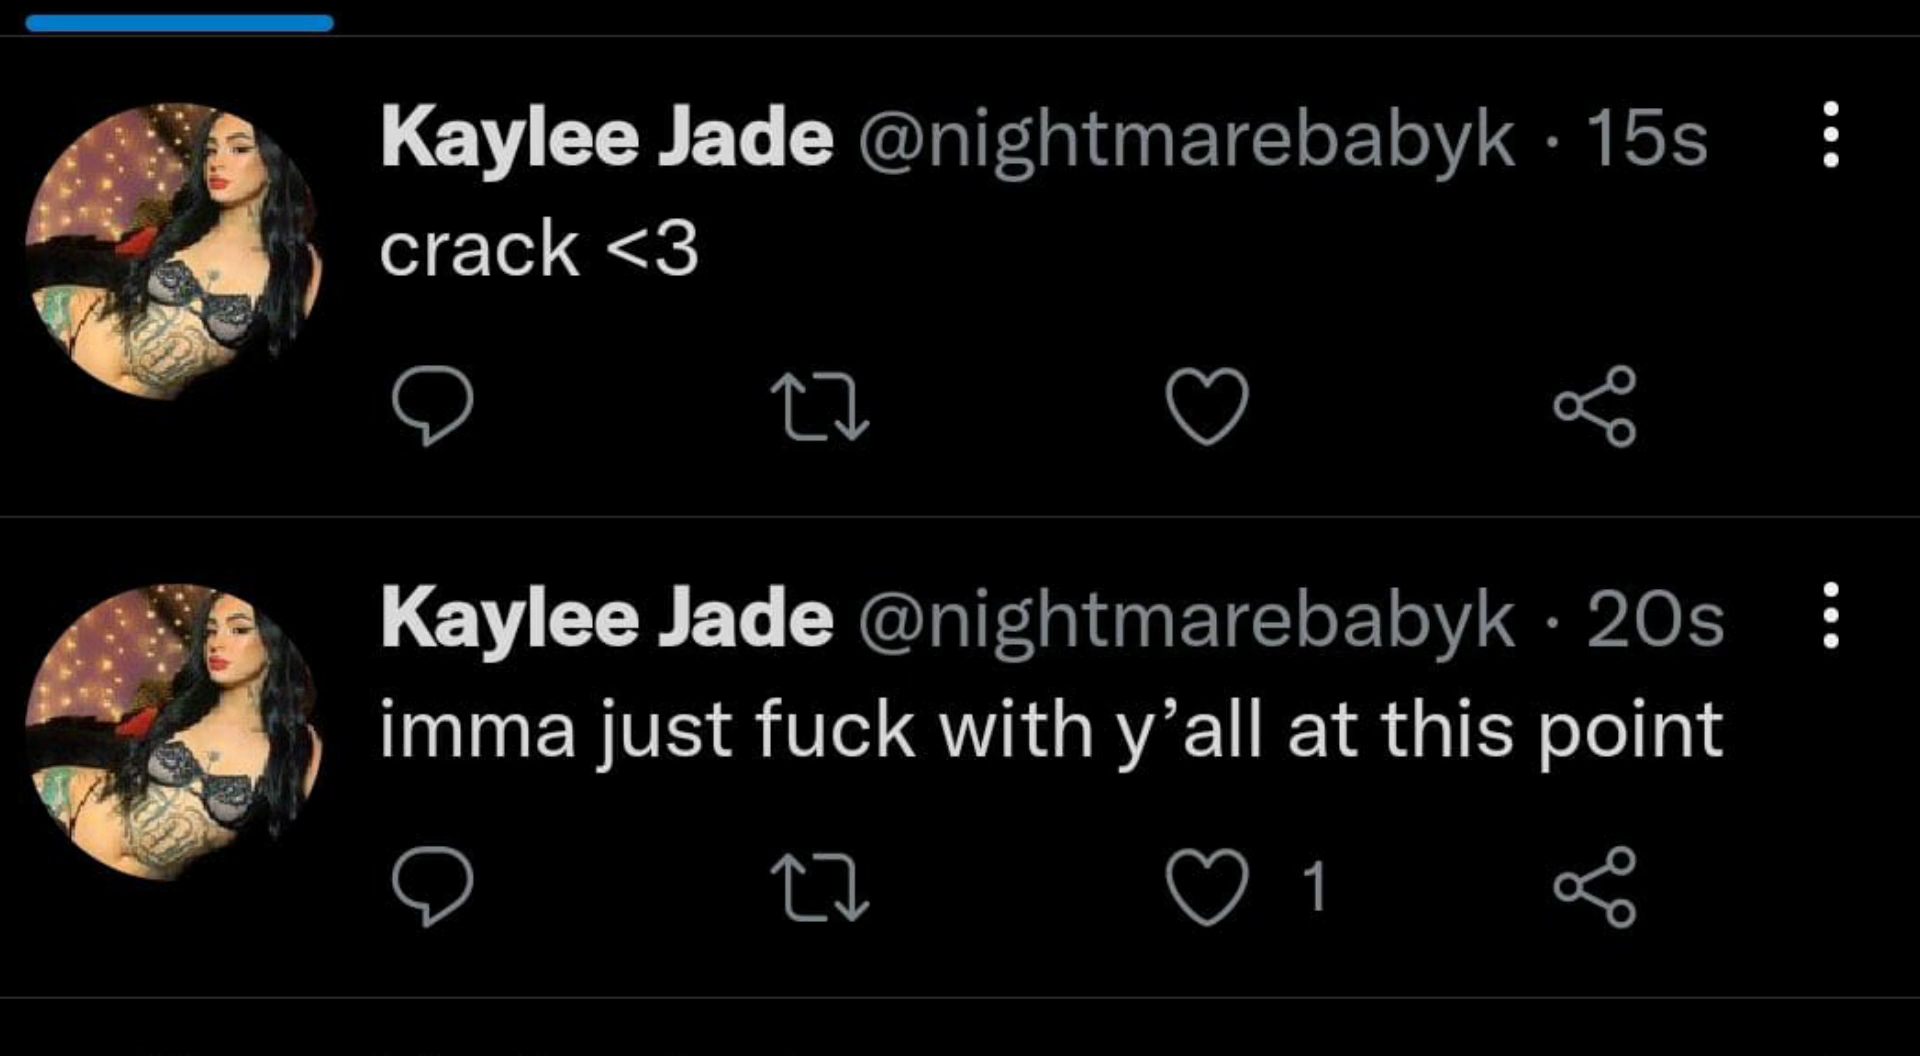 Kaylee Jade @nightmarebabyk · 15s
crack <3
Kaylee Jade @nightmarebabyk · 20s
imma just fuck with y’all at this point
1